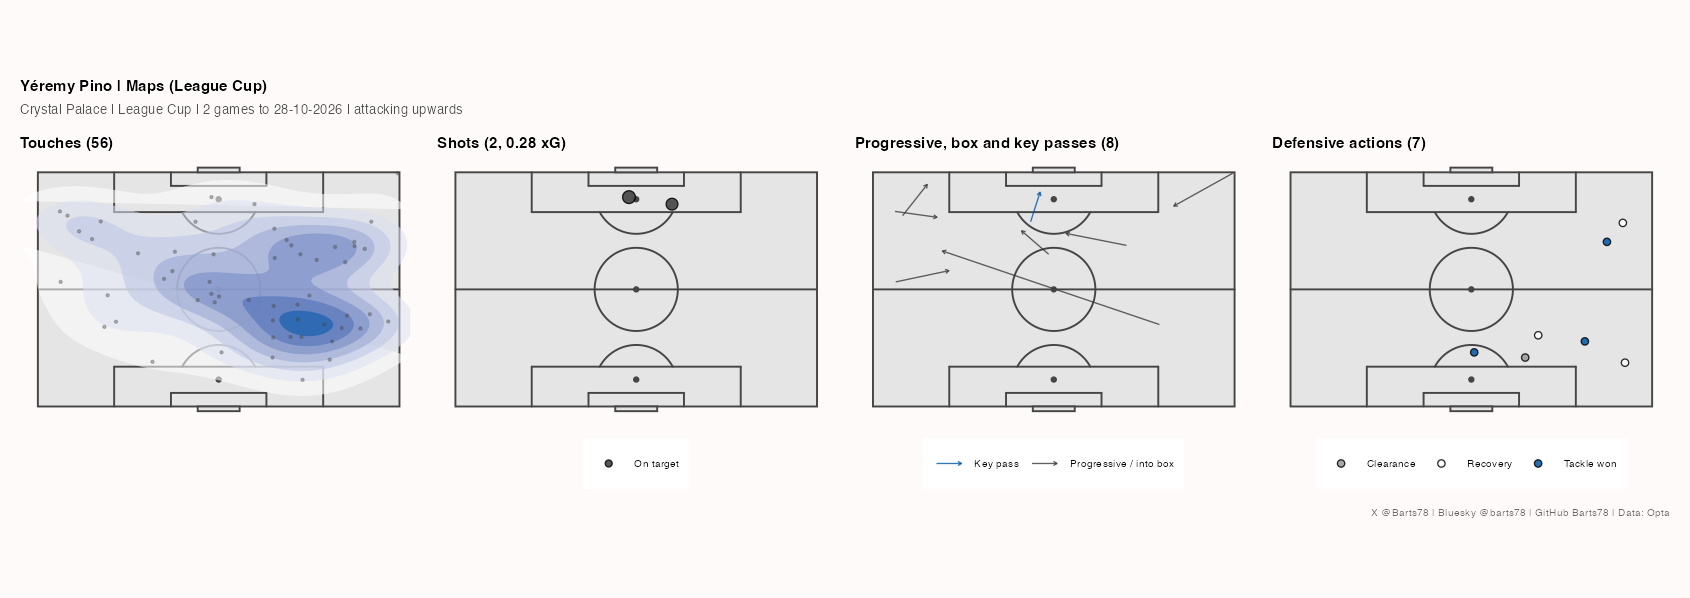 Yéremy Pino | Maps (League Cup)
Crystal Palace | League Cup | 2 games to 28-10-2026 | attacking upwards
Touches (56)
Shots (2, 0.28 xG)
Progressive, box and key passes (8)
Defensive actions (7)
On target
Key pass
Progressive / into box
Clearance
Recovery
Tackle won
X @Barts78 | Bluesky @barts78 | GitHub Barts78 | Data: Opta